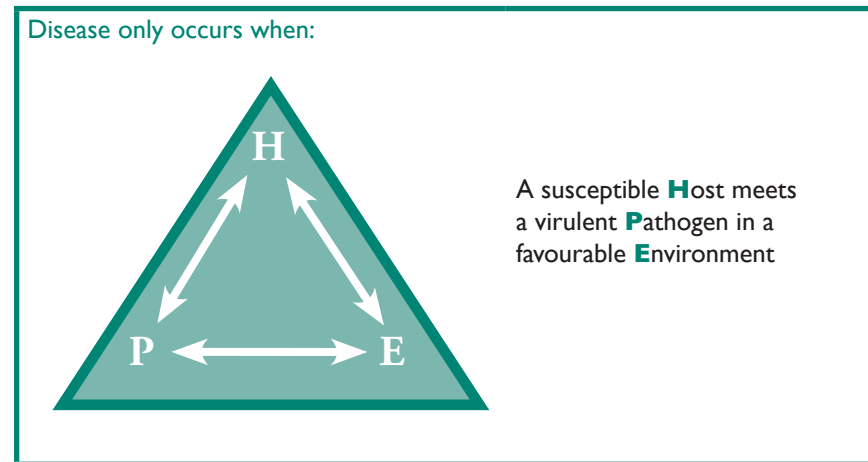 Disease only occurs when:
H
P
E
A susceptible Host meets
a virulent Pathogen in a
favourable Environment